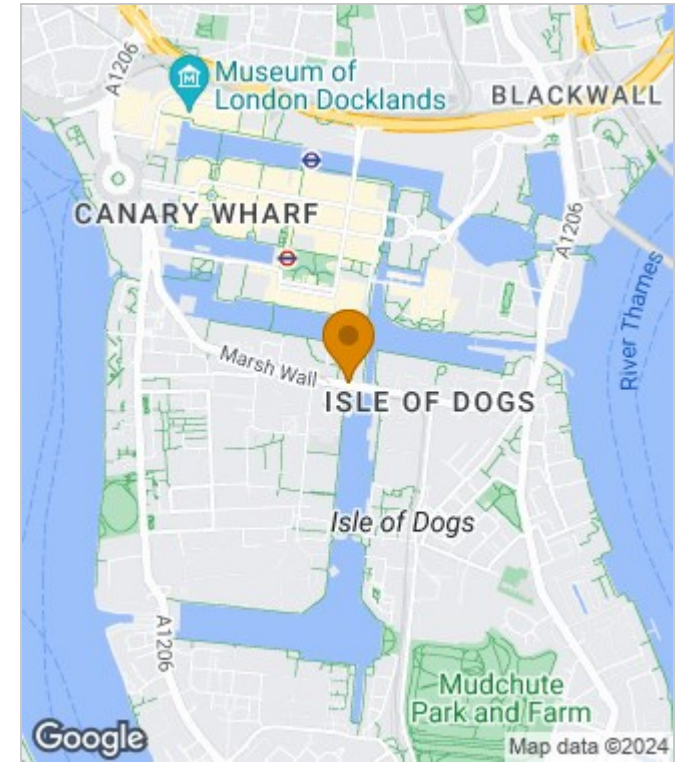 A1206
Museum of
London Docklands
BLACKWALL
CANARY WHARF
A1206
River Thames
Marsh Wall
ISLE OF DOGS
Isle of Dogs
A1206
Mudchute
Park and Farm
Google
Map data ©2024